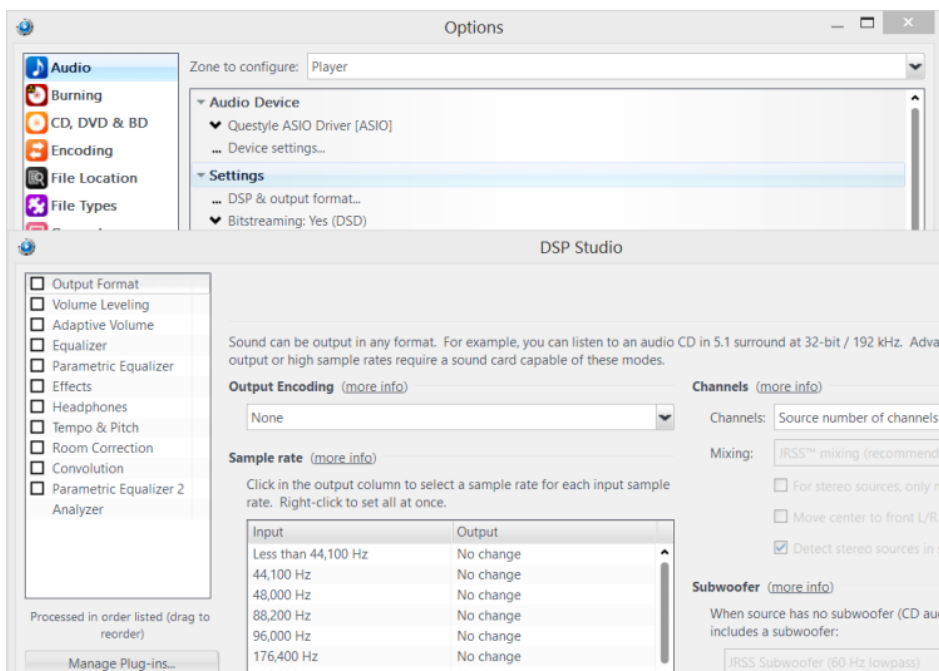 Options
Audio
Burning
CD, DVD & BD
Encoding
File Location
File Types
Zone to configure: Player
Audio Device
Questyle ASIO Driver [ASIO]
... Device settings...
Settings
... DSP & output format...
Bitstreaming: Yes (DSD)
DSP Studio
Output Format
Volume Leveling
Adaptive Volume
Equalizer
Parametric Equalizer
Effects
Headphones
Tempo & Pitch
Room Correction
Convolution
Parametric Equalizer 2
Analyzer
Processed in order listed (drag to
reorder)
Manage Plug-ins...
Sound can be output in any format. For example, you can listen to an audio CD in 5.1 surround at 32-bit / 192 kHz.
output or high sample rates require a sound card capable of these modes.
Output Encoding (more info)
None
Sample rate (more info)
Click in the output column to select a sample rate for each input sample
rate. Right-click to set all at once.
Input Output
Less than 44,100 Hz No change
44,100 Hz No change
48,000 Hz No change
88,200 Hz No change
96,000 Hz No change
176,400 Hz No change
Channels (more info)
Channels: Source number of channels
Mixing: JRSS™ mixing
For stereo sources, only
Move center to front L/R
Detect stereo sources in
Subwoofer (more info)
When source has no subwoofer (CD
includes a subwoofer:
JRSS Subwoofer (60 Hz lowpass)